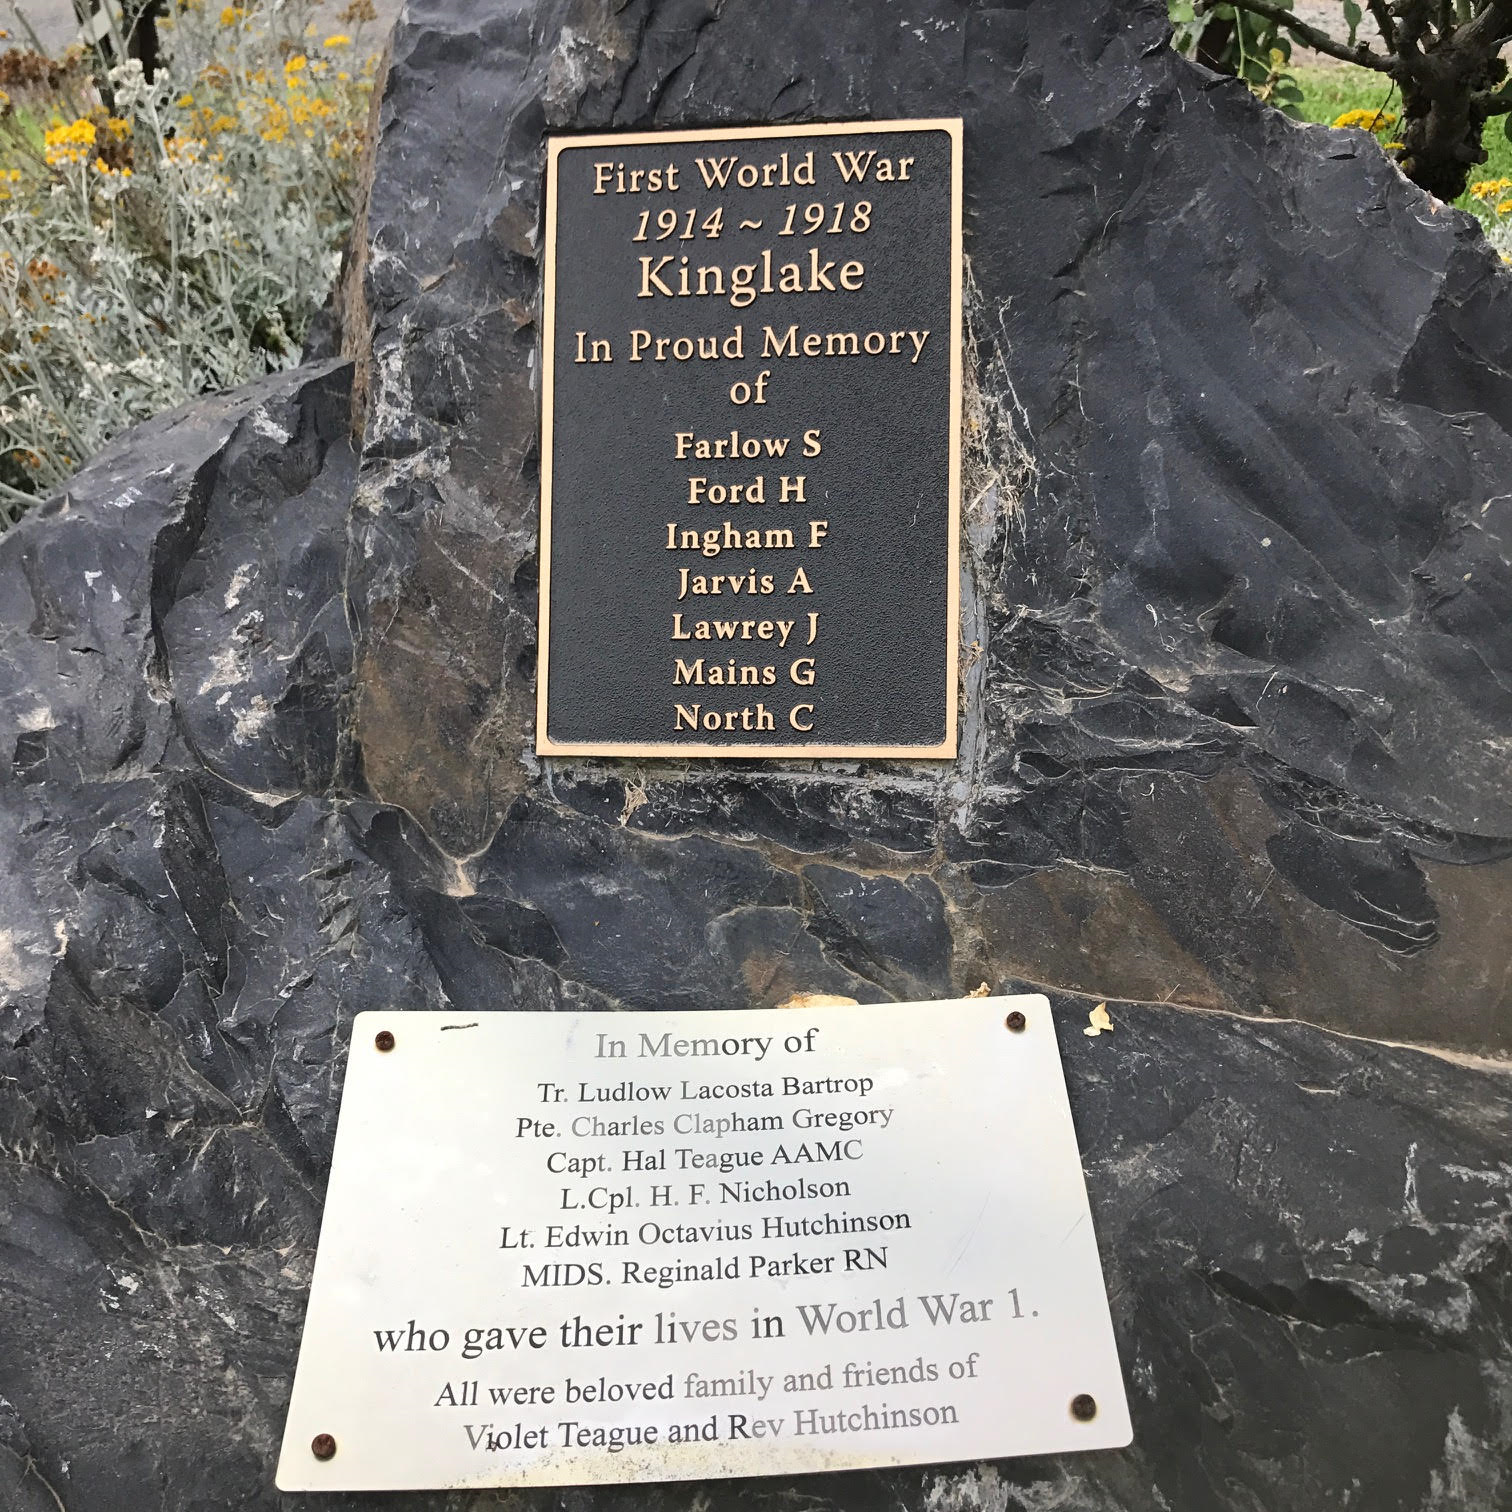 First World War
1914 ~ 1918
Kinglake
In Proud Memory
of
Farlow S
Ford H
Ingham F
Jarvis A
Lawrey J
Mains G
North C
In Memory of
Tr. Ludlow Lacosta Bartrop
Pte. Charles Clapham Gregory
Capt. Hal Teague AAMC
L.Cpl. H. F. Nicholson
Lt. Edwin Octavius Hutchinson
MIDS. Reginald Parker RN
who gave their lives in World War 1.
All were beloved family and friends of
Violet Teague and Rev Hutchinson